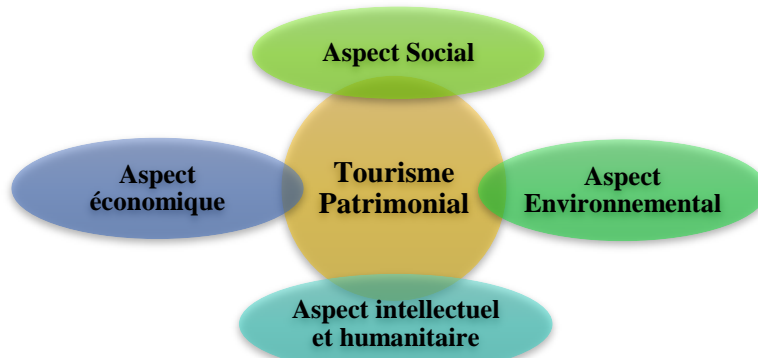 Aspect Social
Aspect
économique
Tourisme
Patrimonial
Aspect
Environnemental
Aspect intellectuel
et humanitaire